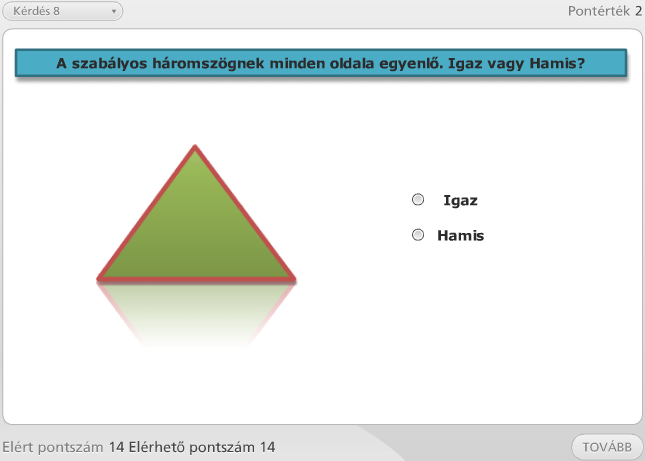 Kérdés 8
Pontérték 2
A szabályos háromszögnek minden oldala egyenlő. Igaz vagy Hamis?
Igaz
Hamis
Elért pontszám 14 Elérhető pontszám 14
TOVÁBB